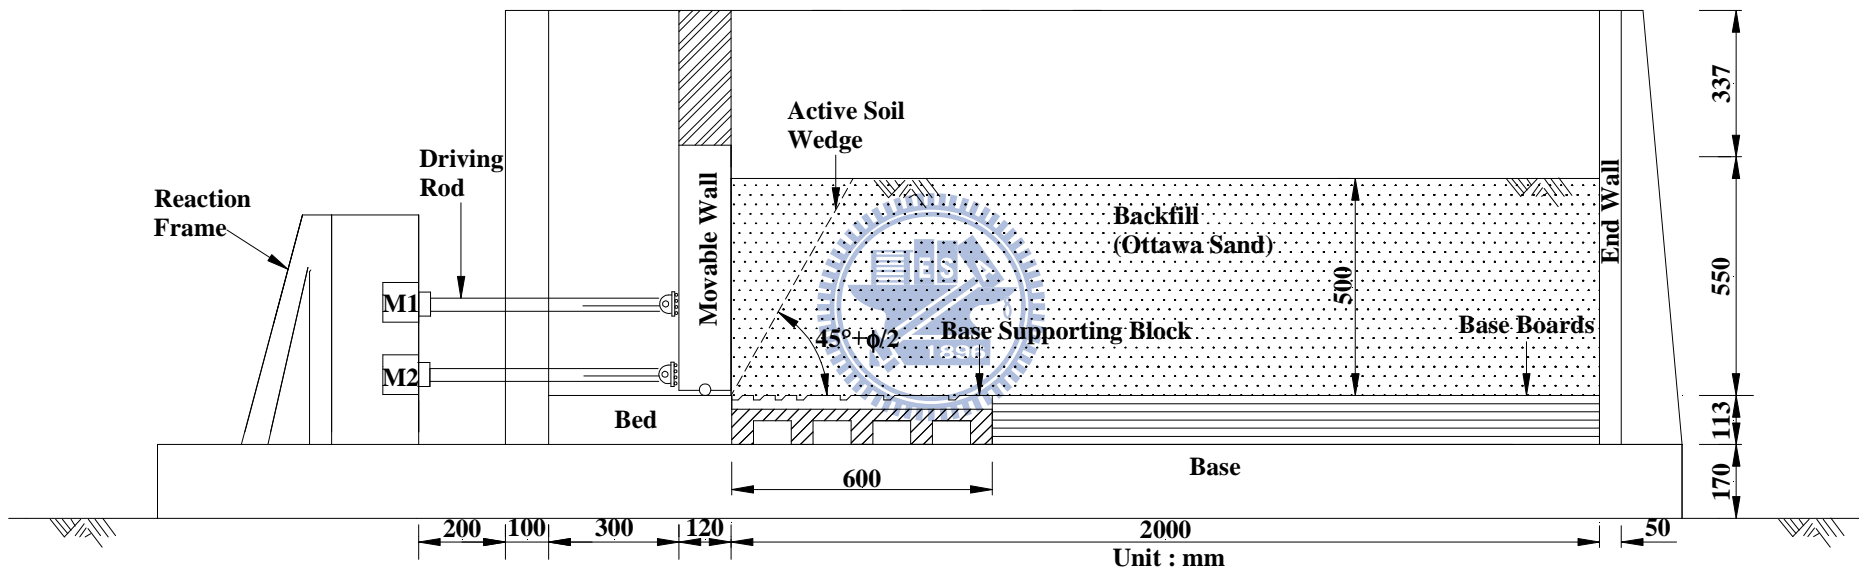 Active Soil
Wedge
Driving
Rod
Reaction
Frame
Movable Wall
Backfill
(Ottawa Sand)
End Wall
M1
M2
45°+ϕ/2
Base Supporting Block
Base Boards
1896
ES
Bed
Base
337
550
500
113
170
600
200
100
300
120
2000
50
Unit : mm